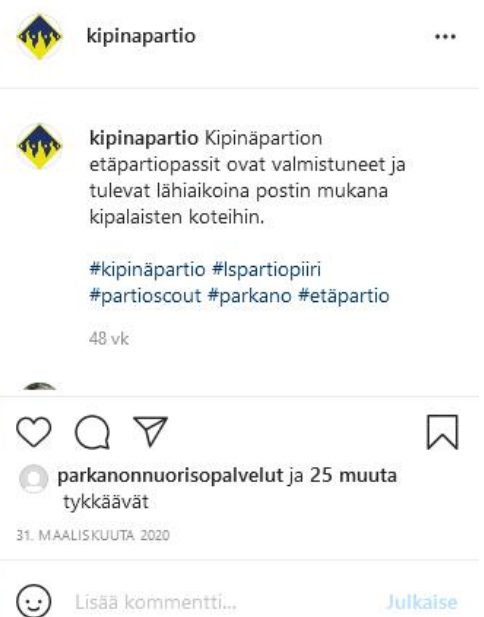 kipinapartio
kipinapartio Kipinäpartion
etäpartiopassit ovat valmistuneet ja
tulevat lähiaikoina postin mukana
kipalaisten koteihin.
#kipinäpartio #lspartiopiiri
#partioscout #parkano #etäpartio
48 vk
parkanonnuorisopalvelut ja 25 muuta
tykkäävät
31. MAALISKUUTA 2020
Lisää kommentti... Julkaise